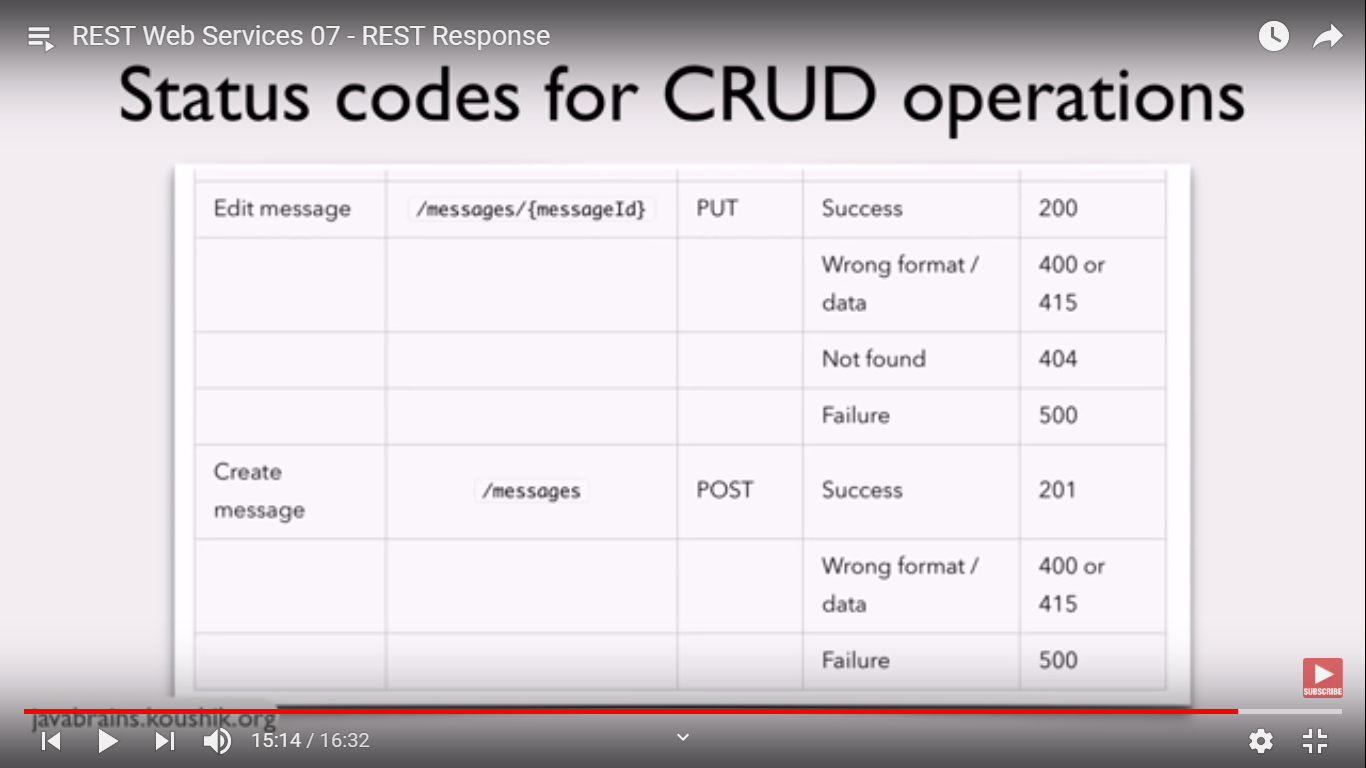 REST Web Services 07 - REST Response
Status codes for CRUD operations
Edit message /messages/{messageId} PUT Success 200
Wrong format / data 400 or 415
Not found 404
Failure 500
Create message /messages POST Success 201
Wrong format / data 400 or 415
Failure 500
SUBSCRIBE
javabrains.koushik.org
15:14 / 16:32